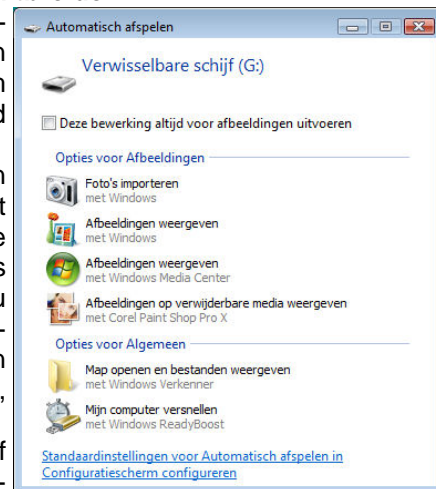 Automatisch afspelen
Verwisselbare schijf (G:)
Deze bewerking altijd voor afbeeldingen uitvoeren
Opties voor Afbeeldingen
Foto's importeren
met Windows
Afbeeldingen weergeven
met Windows
Afbeeldingen weergeven
met Windows Media Center
Afbeeldingen op verwijderbare media weergeven
met Corel Paint Shop Pro X
Opties voor Algemeen
Map openen en bestanden weergeven
met Windows Verkenner
Mijn computer versnellen
met Windows ReadyBoost
Standaardinstellingen voor Automatisch afspelen in
Configuratiescherm configureren